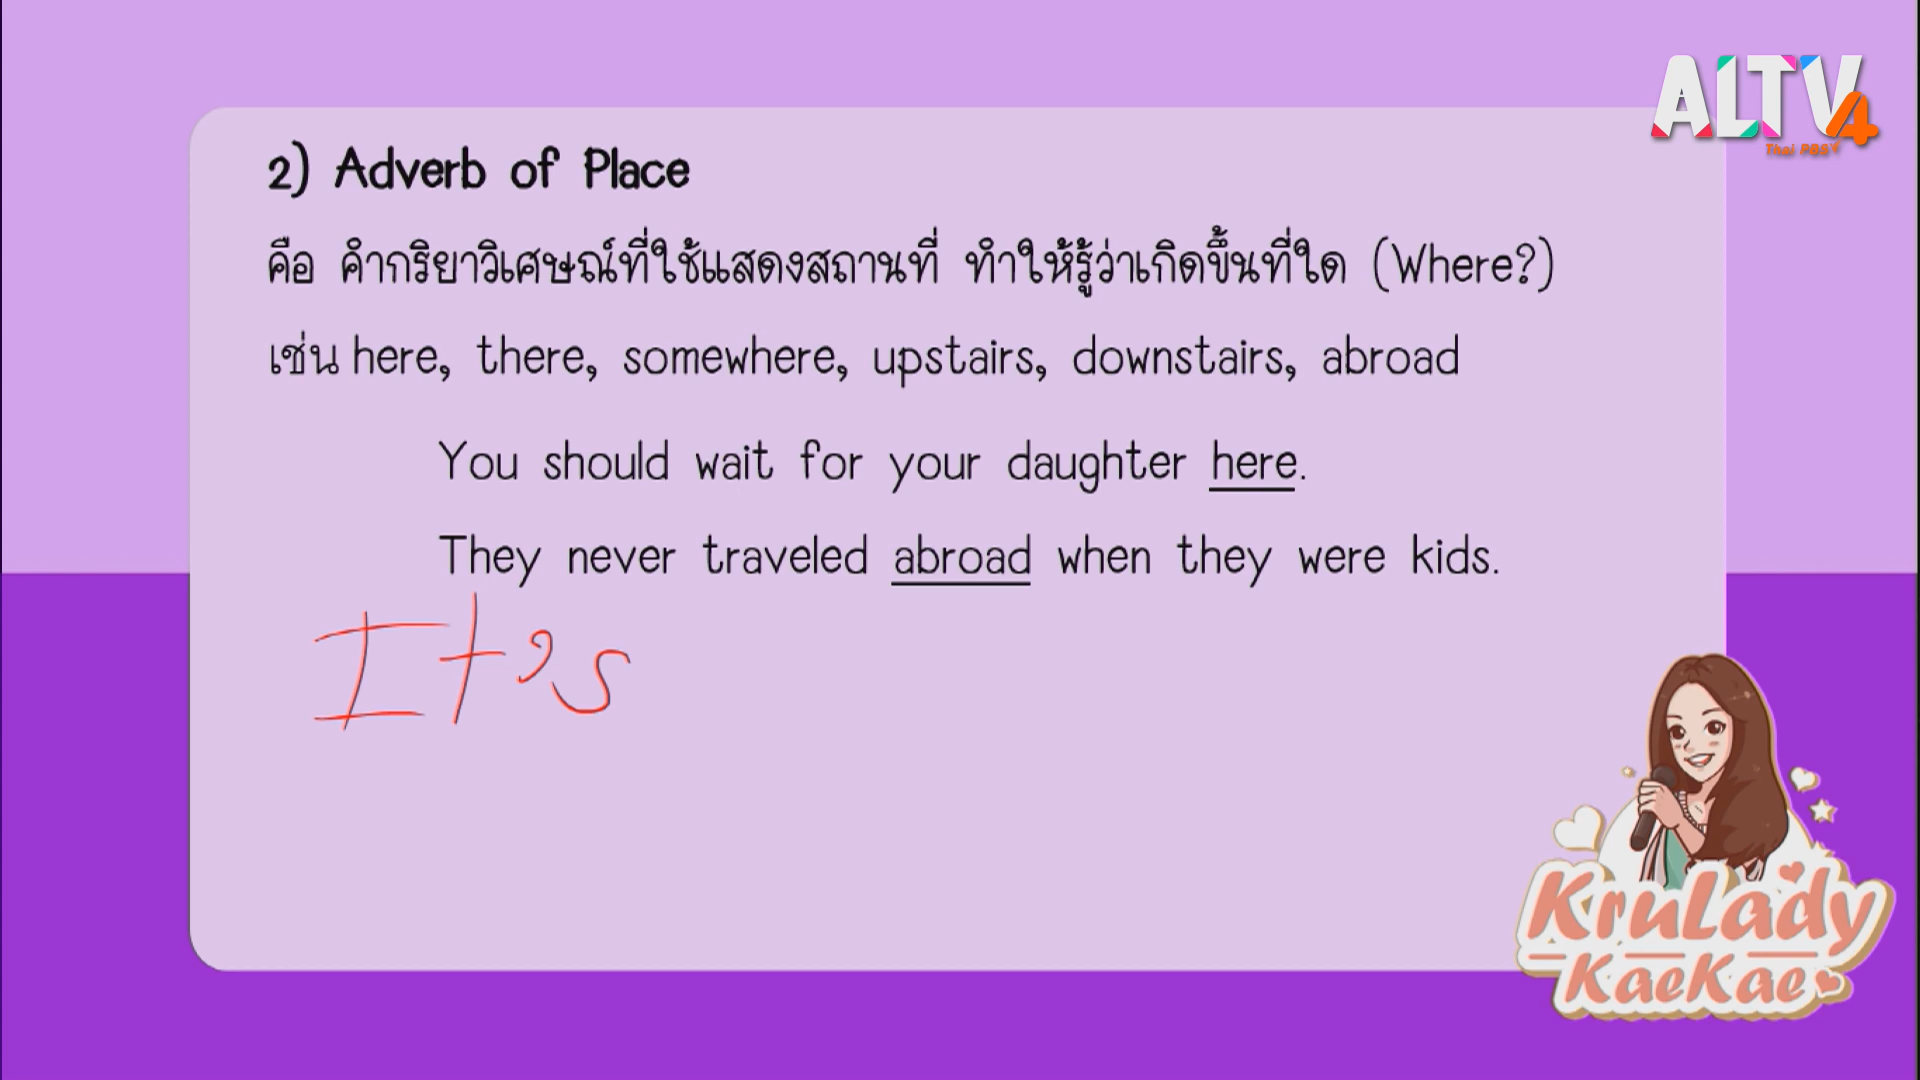 ALTV4
Thai PBS
2) Adverb of Place
คือ คำกริยาวิเศษณ์ที่ใช้แสดงสถานที่ ทำให้รู้ว่าเกิดขึ้นที่ใด (Where?)
เช่น here, there, somewhere, upstairs, downstairs, abroad
You should wait for your daughter here.
They never traveled abroad when they were kids.
It's
KruLady
KaeKae